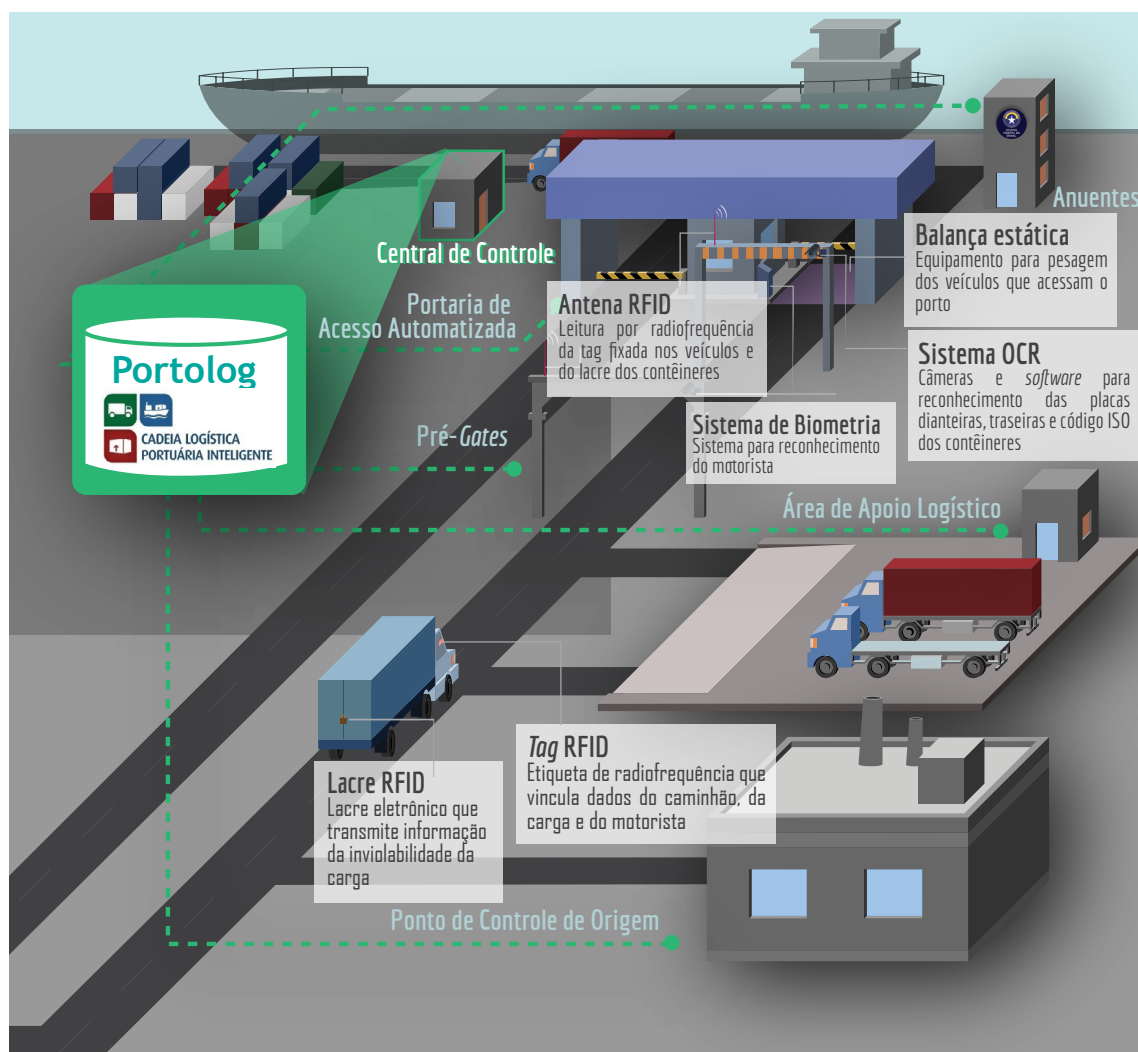 Anuentes
Balança estática
Equipamento para pesagem
dos veículos que acessam o
porto
Central de Controle
Portaria de
Acesso Automatizada
Antena RFID
Leitura por radiofrequência
da tag fixada nos veículos e
do lacre dos contêineres
Sistema OCR
Câmeras e software para
reconhecimento das placas
dianteiras, traseiras e código ISO
dos contêineres
Portolog
CADEIA LOGÍSTICA
PORTUÁRIA INTELIGENTE
Pré-Gates
Sistema de Biometria
Sistema para reconhecimento
do motorista
Área de Apoio Logístico
Tag RFID
Etiqueta de radiofrequência que
vincula dados do caminhão, da
carga e do motorista
Lacre RFID
Lacre eletrônico que
transmite informação
da inviolabilidade da
carga
Ponto de Controle de Origem